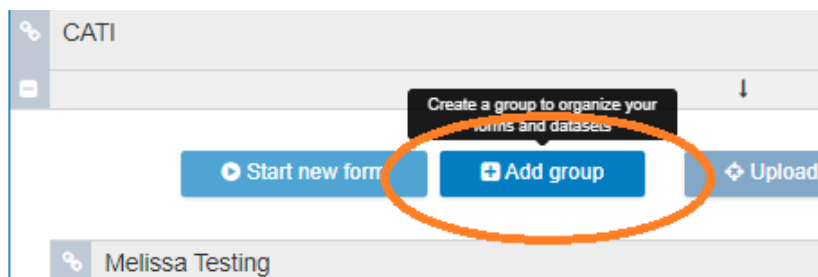 CATI
Create a group to organize your
forms and datasets
Start new form
Add group
Upload
Melissa Testing